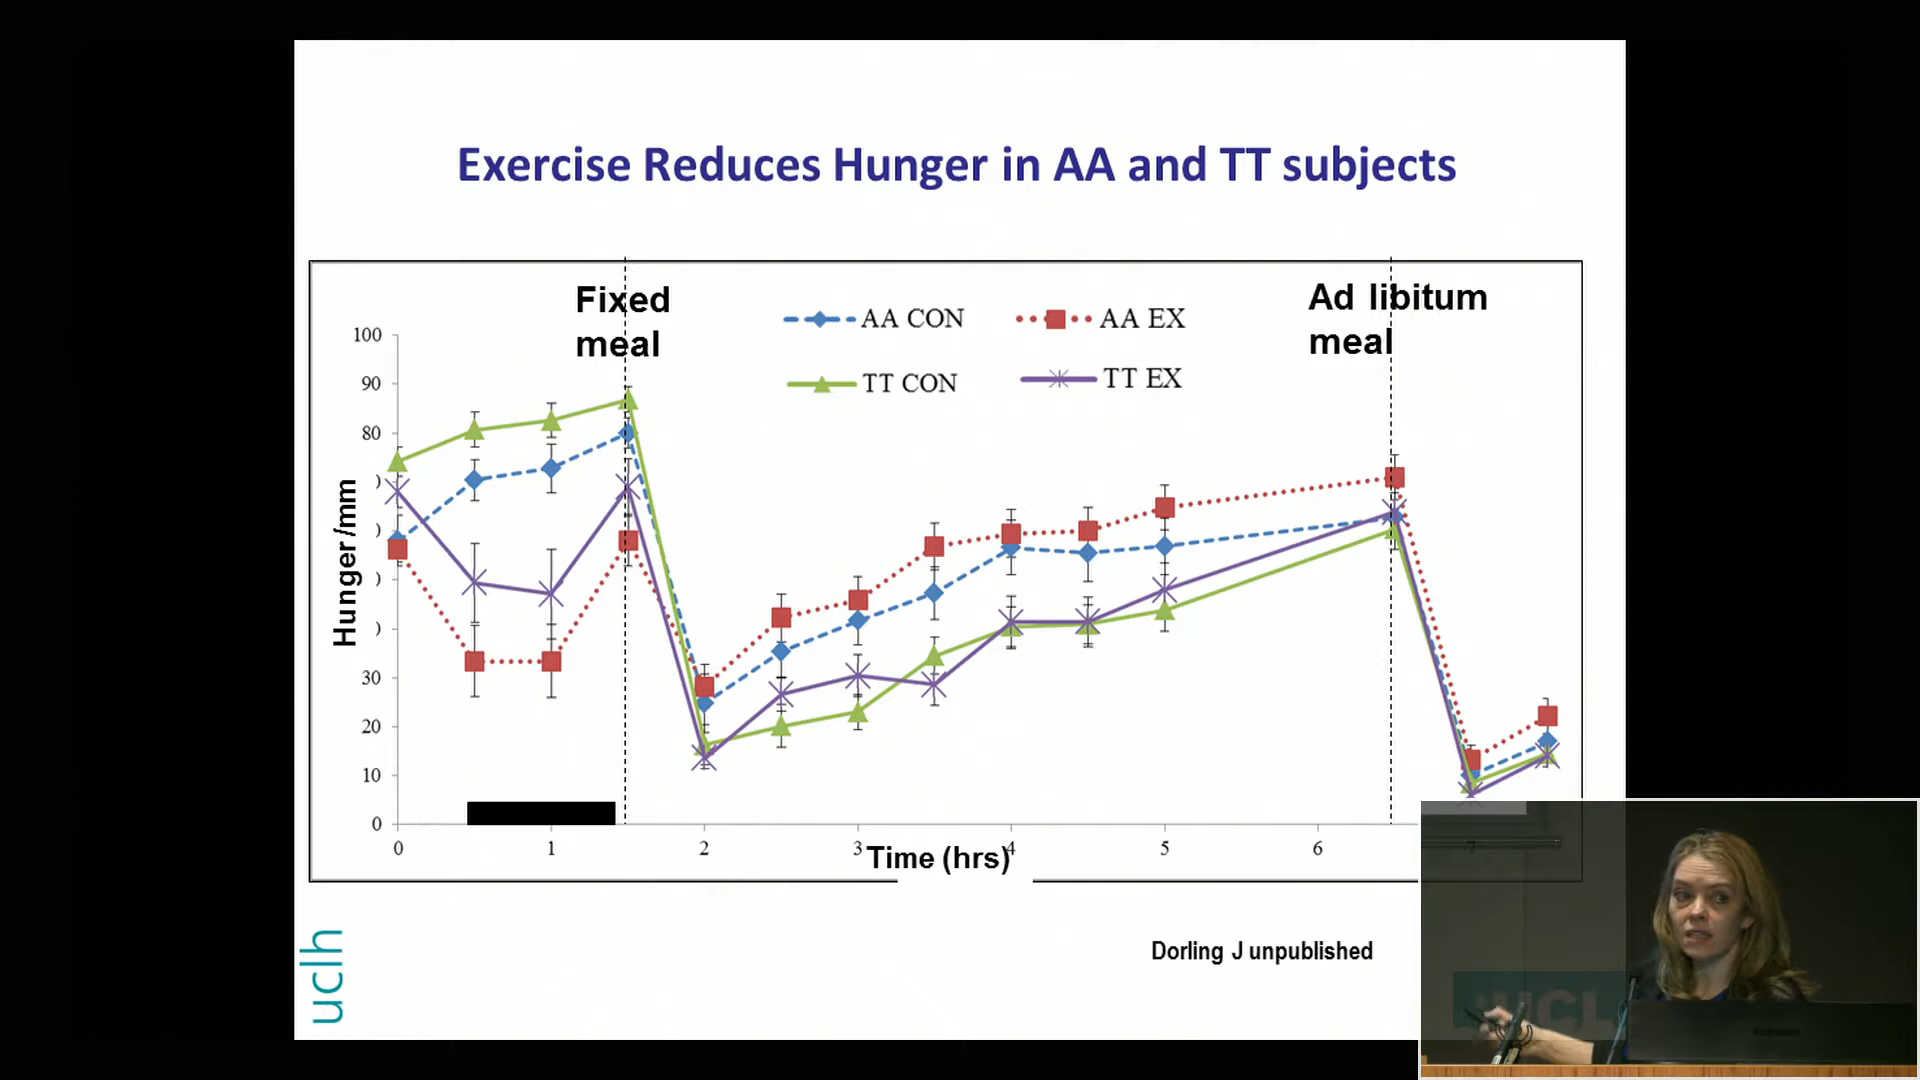 Exercise Reduces Hunger in AA and TT subjects
Fixed
meal
Ad libitum
meal
AA CON
AA EX
TT CON
TT EX
100
90
80
30
20
10
0
Hunger /mm
0 1 2 3 4 5 6 7
Time (hrs)
Dorling J unpublished
uclh
UCL